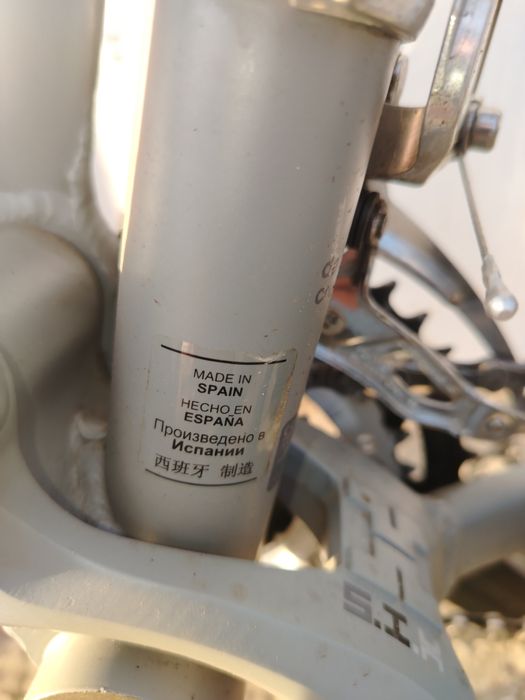 MADE IN
SPAIN
HECHO EN
ESPAÑA
Произведено в
Испании
西班牙 制造
S.I.H